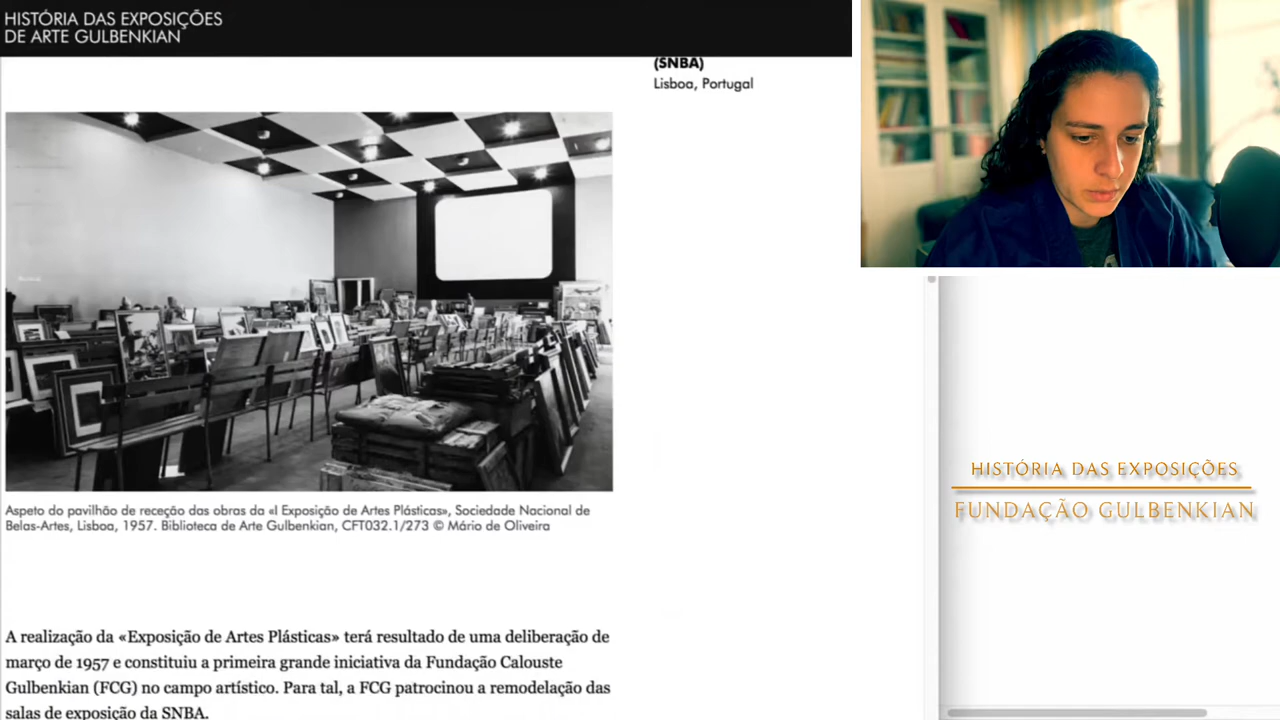 HISTÓRIA DAS EXPOSIÇÕES
DE ARTE GULBENKIAN
(SNBA)
Lisboa, Portugal
Aspeto do pavilhão de receção das obras da «I Exposição de Artes Plásticas», Sociedade Nacional de
Belas-Artes, Lisboa, 1957. Biblioteca de Arte Gulbenkian, CFT032.1/273 © Mário de Oliveira
A realização da «Exposição de Artes Plásticas» terá resultado de uma deliberação de
março de 1957 e constituiu a primeira grande iniciativa da Fundação Calouste
Gulbenkian (FCG) no campo artístico. Para tal, a FCG patrocinou a remodelação das
salas de exposição da SNBA.
HISTÓRIA DAS EXPOSIÇÕES
FUNDAÇÃO GULBENKIAN